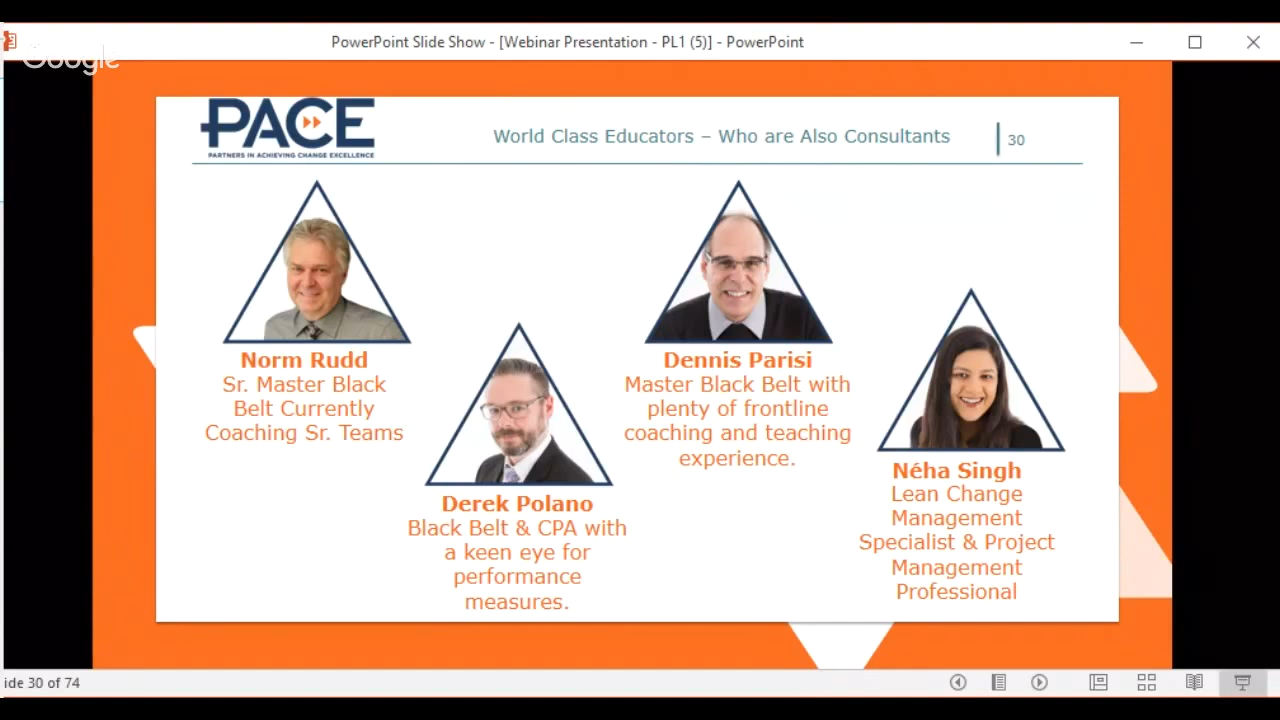 PowerPoint Slide Show - [Webinar Presentation - PL1 (5)] - PowerPoint
Google
PACE
PARTNERS IN ACHIEVING CHANGE EXCELLENCE
World Class Educators – Who are Also Consultants
30
Norm Rudd
Sr. Master Black
Belt Currently
Coaching Sr. Teams
Derek Polano
Black Belt & CPA with
a keen eye for
performance
measures.
Dennis Parisi
Master Black Belt with
plenty of frontline
coaching and teaching
experience.
Néha Singh
Lean Change
Management
Specialist & Project
Management
Professional
ide 30 of 74